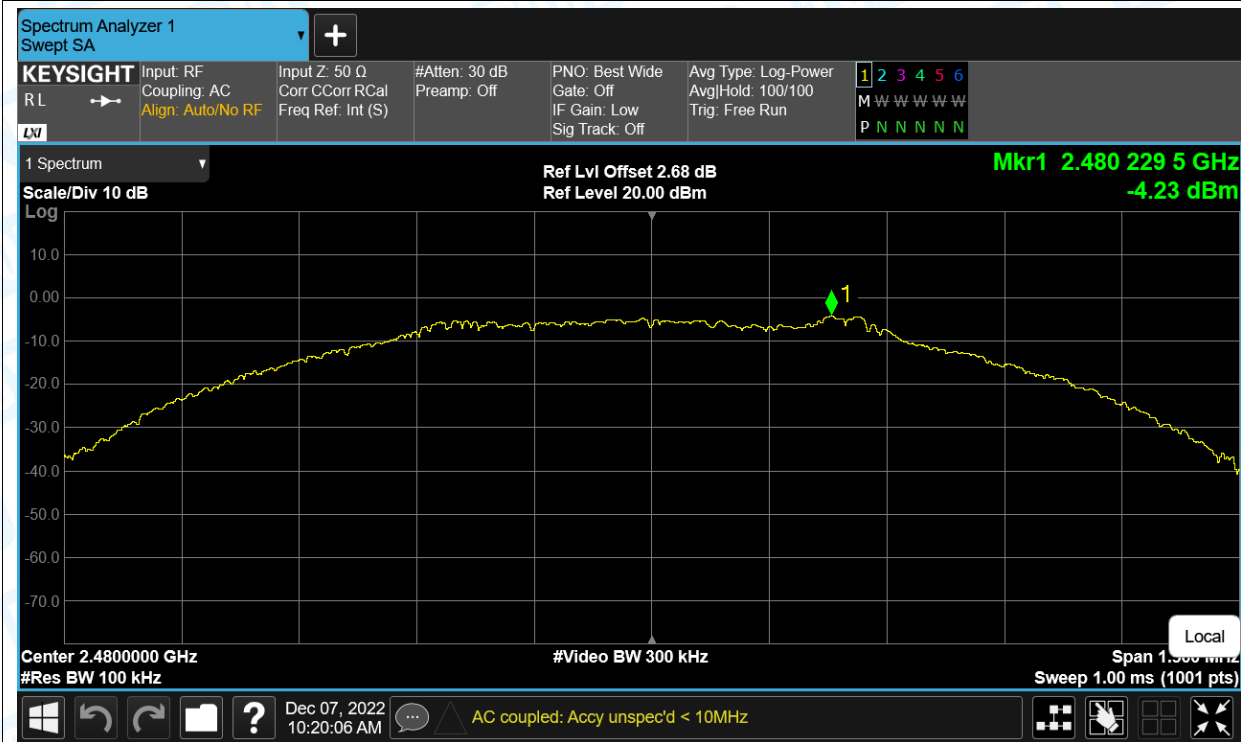 Spectrum Analyzer 1
Swept SA
KEYSIGHT
R L
LXI
Input: RF
Coupling: AC
Align: Auto/No RF
Input Z: 50 Ω
Corr CCorr RCal
Freq Ref: Int (S)
#Atten: 30 dB
Preamp: Off
PNO: Best Wide
Gate: Off
IF Gain: Low
Sig Track: Off
Avg Type: Log-Power
Avg|Hold: 100/100
Trig: Free Run
1 2 3 4 5 6
M W W W W W
P N N N N N
1 Spectrum
Scale/Div 10 dB
Log
Ref Lvl Offset 2.68 dB
Ref Level 20.00 dBm
Mkr1 2.480 229 5 GHz
-4.23 dBm
10.0
0.00
-10.0
-20.0
-30.0
-40.0
-50.0
-60.0
-70.0
1
Center 2.4800000 GHz
#Res BW 100 kHz
#Video BW 300 kHz
Local
Span
Sweep 1.00 ms (1001 pts)
?
Dec 07, 2022
10:20:06 AM
AC coupled: Accy unspec'd < 10MHz